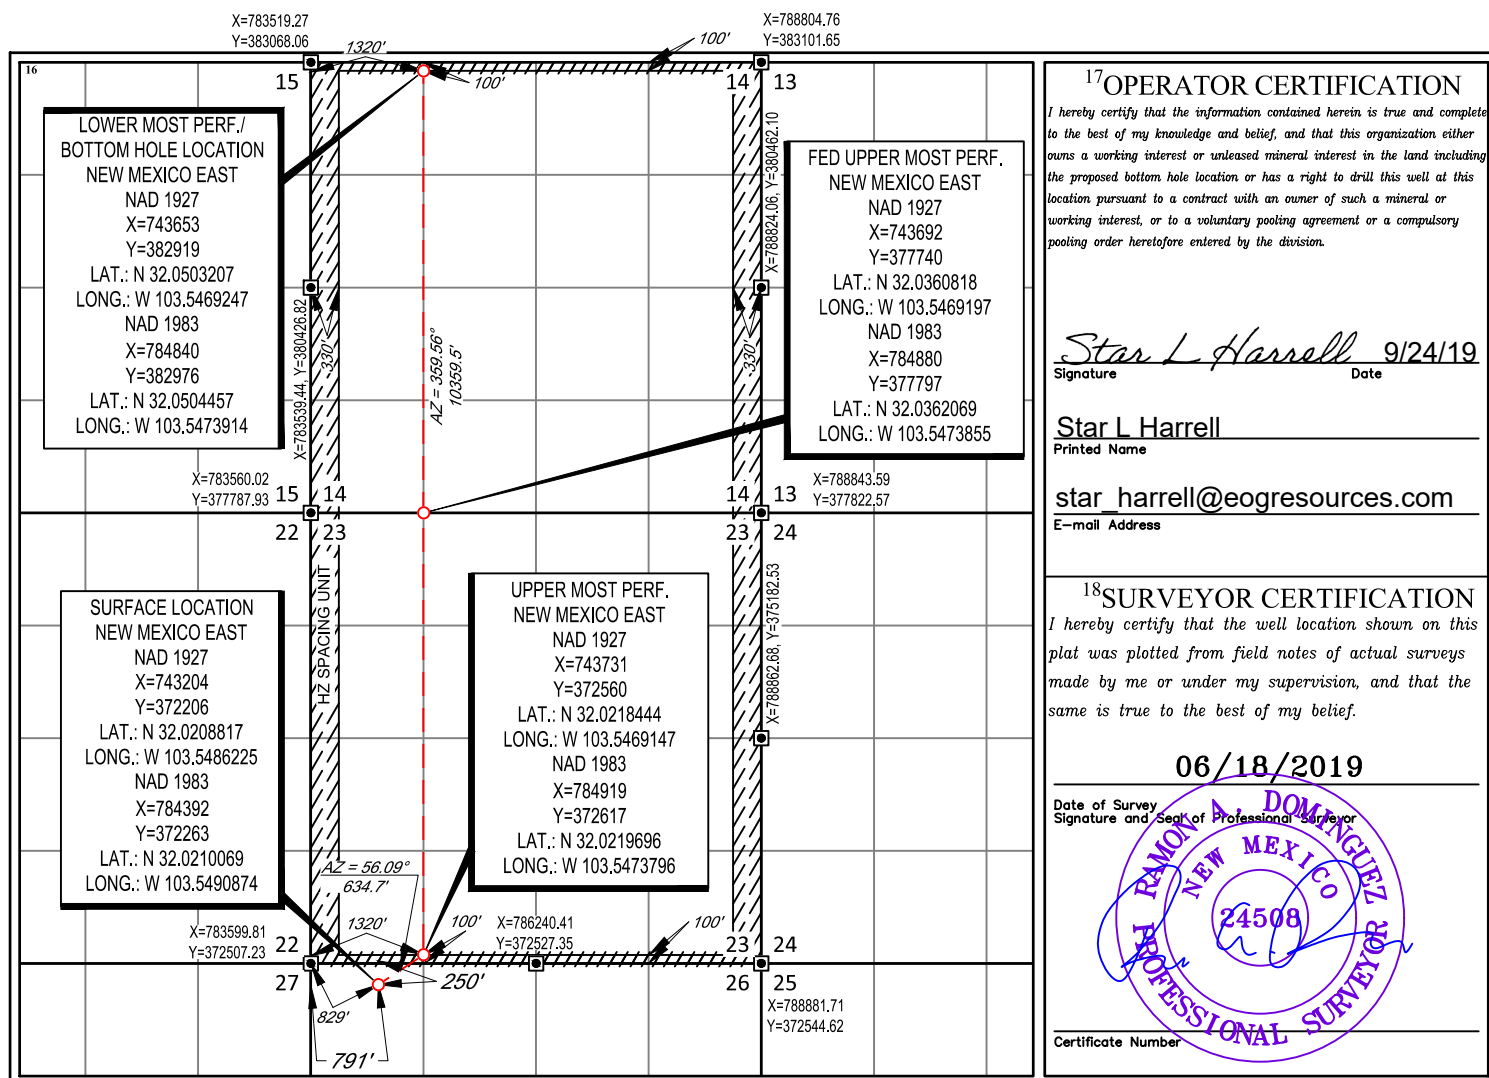 X=783519.27
Y=383068.06
X=788804.76
Y=383101.65
16
1320'
100'
100'
15
14
13
LOWER MOST PERF./
BOTTOM HOLE LOCATION
NEW MEXICO EAST
NAD 1927
X=743653
Y=382919
LAT.: N 32.0503207
LONG.: W 103.5469247
NAD 1983
X=784840
Y=382976
LAT.: N 32.0504457
LONG.: W 103.5473914
X=783539.44, Y=380426.82
330'
AZ = 359.56°
10359.5'
X=788824.06, Y=380462.10
330'
FED UPPER MOST PERF.
NEW MEXICO EAST
NAD 1927
X=743692
Y=377740
LAT.: N 32.0360818
LONG.: W 103.5469197
NAD 1983
X=784880
Y=377797
LAT.: N 32.0362069
LONG.: W 103.5473855
X=783560.02
Y=377787.93
15 14
22 23
X=788843.59
Y=377822.57
14 13
23 24
HZ SPACING UNIT
SURFACE LOCATION
NEW MEXICO EAST
NAD 1927
X=743204
Y=372206
LAT.: N 32.0208817
LONG.: W 103.5486225
NAD 1983
X=784392
Y=372263
LAT.: N 32.0210069
LONG.: W 103.5490874
UPPER MOST PERF.
NEW MEXICO EAST
NAD 1927
X=743731
Y=372560
LAT.: N 32.0218444
LONG.: W 103.5469147
NAD 1983
X=784919
Y=372617
LAT.: N 32.0219696
LONG.: W 103.5473796
X=788862.68, Y=375182.53
AZ = 56.09°
634.7'
X=783599.81
Y=372507.23
22
27
1320'
100'
X=786240.41
Y=372527.35
100'
23 24
26 25
250'
829'
791'
X=788881.71
Y=372544.62
17OPERATOR CERTIFICATION
I hereby certify that the information contained herein is true and complete
to the best of my knowledge and belief, and that this organization either
owns a working interest or unleased mineral interest in the land including
the proposed bottom hole location or has a right to drill this well at this
location pursuant to a contract with an owner of such a mineral or
working interest, or to a voluntary pooling agreement or a compulsory
pooling order heretofore entered by the division.
Star L Harrell 9/24/19
Signature Date
Star L Harrell
Printed Name
star_harrell@eogresources.com
E-mail Address
18SURVEYOR CERTIFICATION
I hereby certify that the well location shown on this
plat was plotted from field notes of actual surveys
made by me or under my supervision, and that the
same is true to the best of my belief.
06/18/2019
Date of Survey
Signature and Seal of Professional Surveyor
RAMON A. DOMINGUEZ
NEW MEXICO
24508
PROFESSIONAL SURVEYOR
Certificate Number